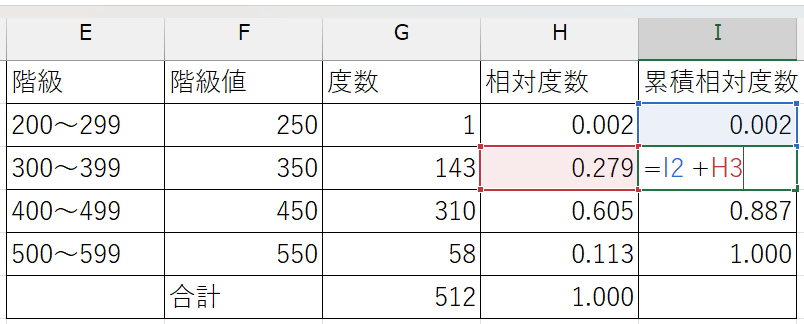 E F G H I
階級 階級値 度数 相対度数 累積相対度数
200～299 250 1 0.002 0.002
300～399 350 143 0.279 =I2 +H3
400～499 450 310 0.605 0.887
500～599 550 58 0.113 1.000
合計 512 1.000